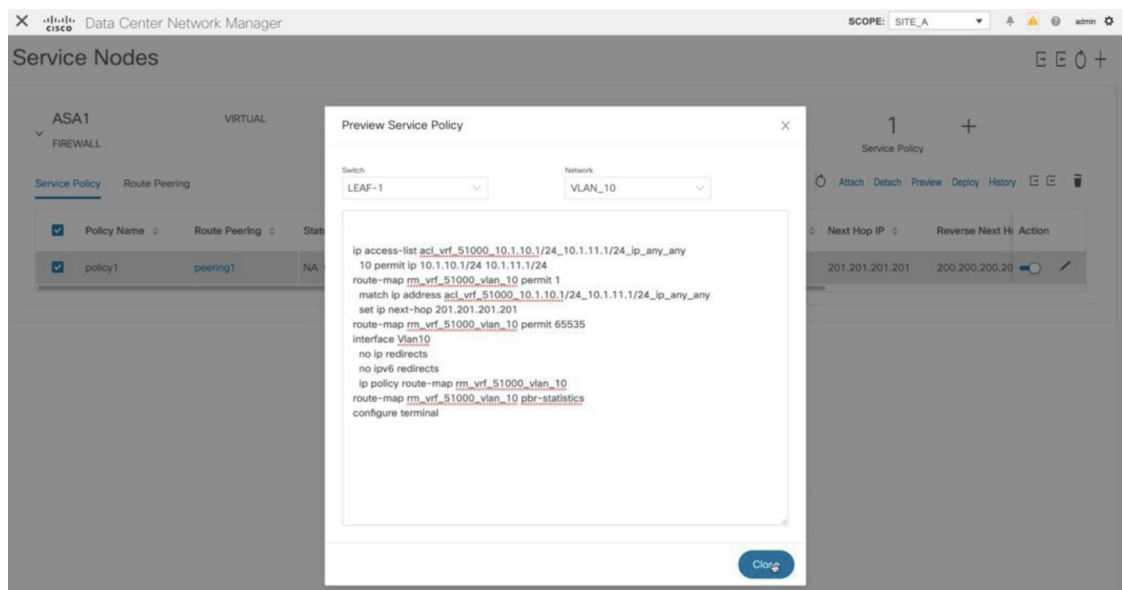 CISCO Data Center Network Manager
SCOPE: SITE_A admin
Service Nodes
ASA1 VIRTUAL
FIREWALL
1
Service Policy
Service Policy Route Peering
Attach Detach Preview Deploy History
Policy Name Route Peering Next Hop IP Action
policy1 peering1 NA 201.201.201.201 200.200.200.20
Preview Service Policy
Switch Network
LEAF-1 VLAN_10
ip access-list acl_vrf_51000_10.1.10.1/24_10.1.11.1/24_ip_any_any
10 permit ip 10.1.10.1/24 10.1.11.1/24
route-map rm_vrf_51000_vlan_10 permit 1
match ip address acl_vrf_51000_10.1.10.1/24_10.1.11.1/24_ip_any_any
set ip next-hop 201.201.201.201
route-map rm_vrf_51000_vlan_10 permit 65535
interface Vlan10
no ip redirects
no ipv6 redirects
ip policy route-map rm_vrf_51000_vlan_10
route-map rm_vrf_51000_vlan_10 pbr-statistics
configure terminal
Close